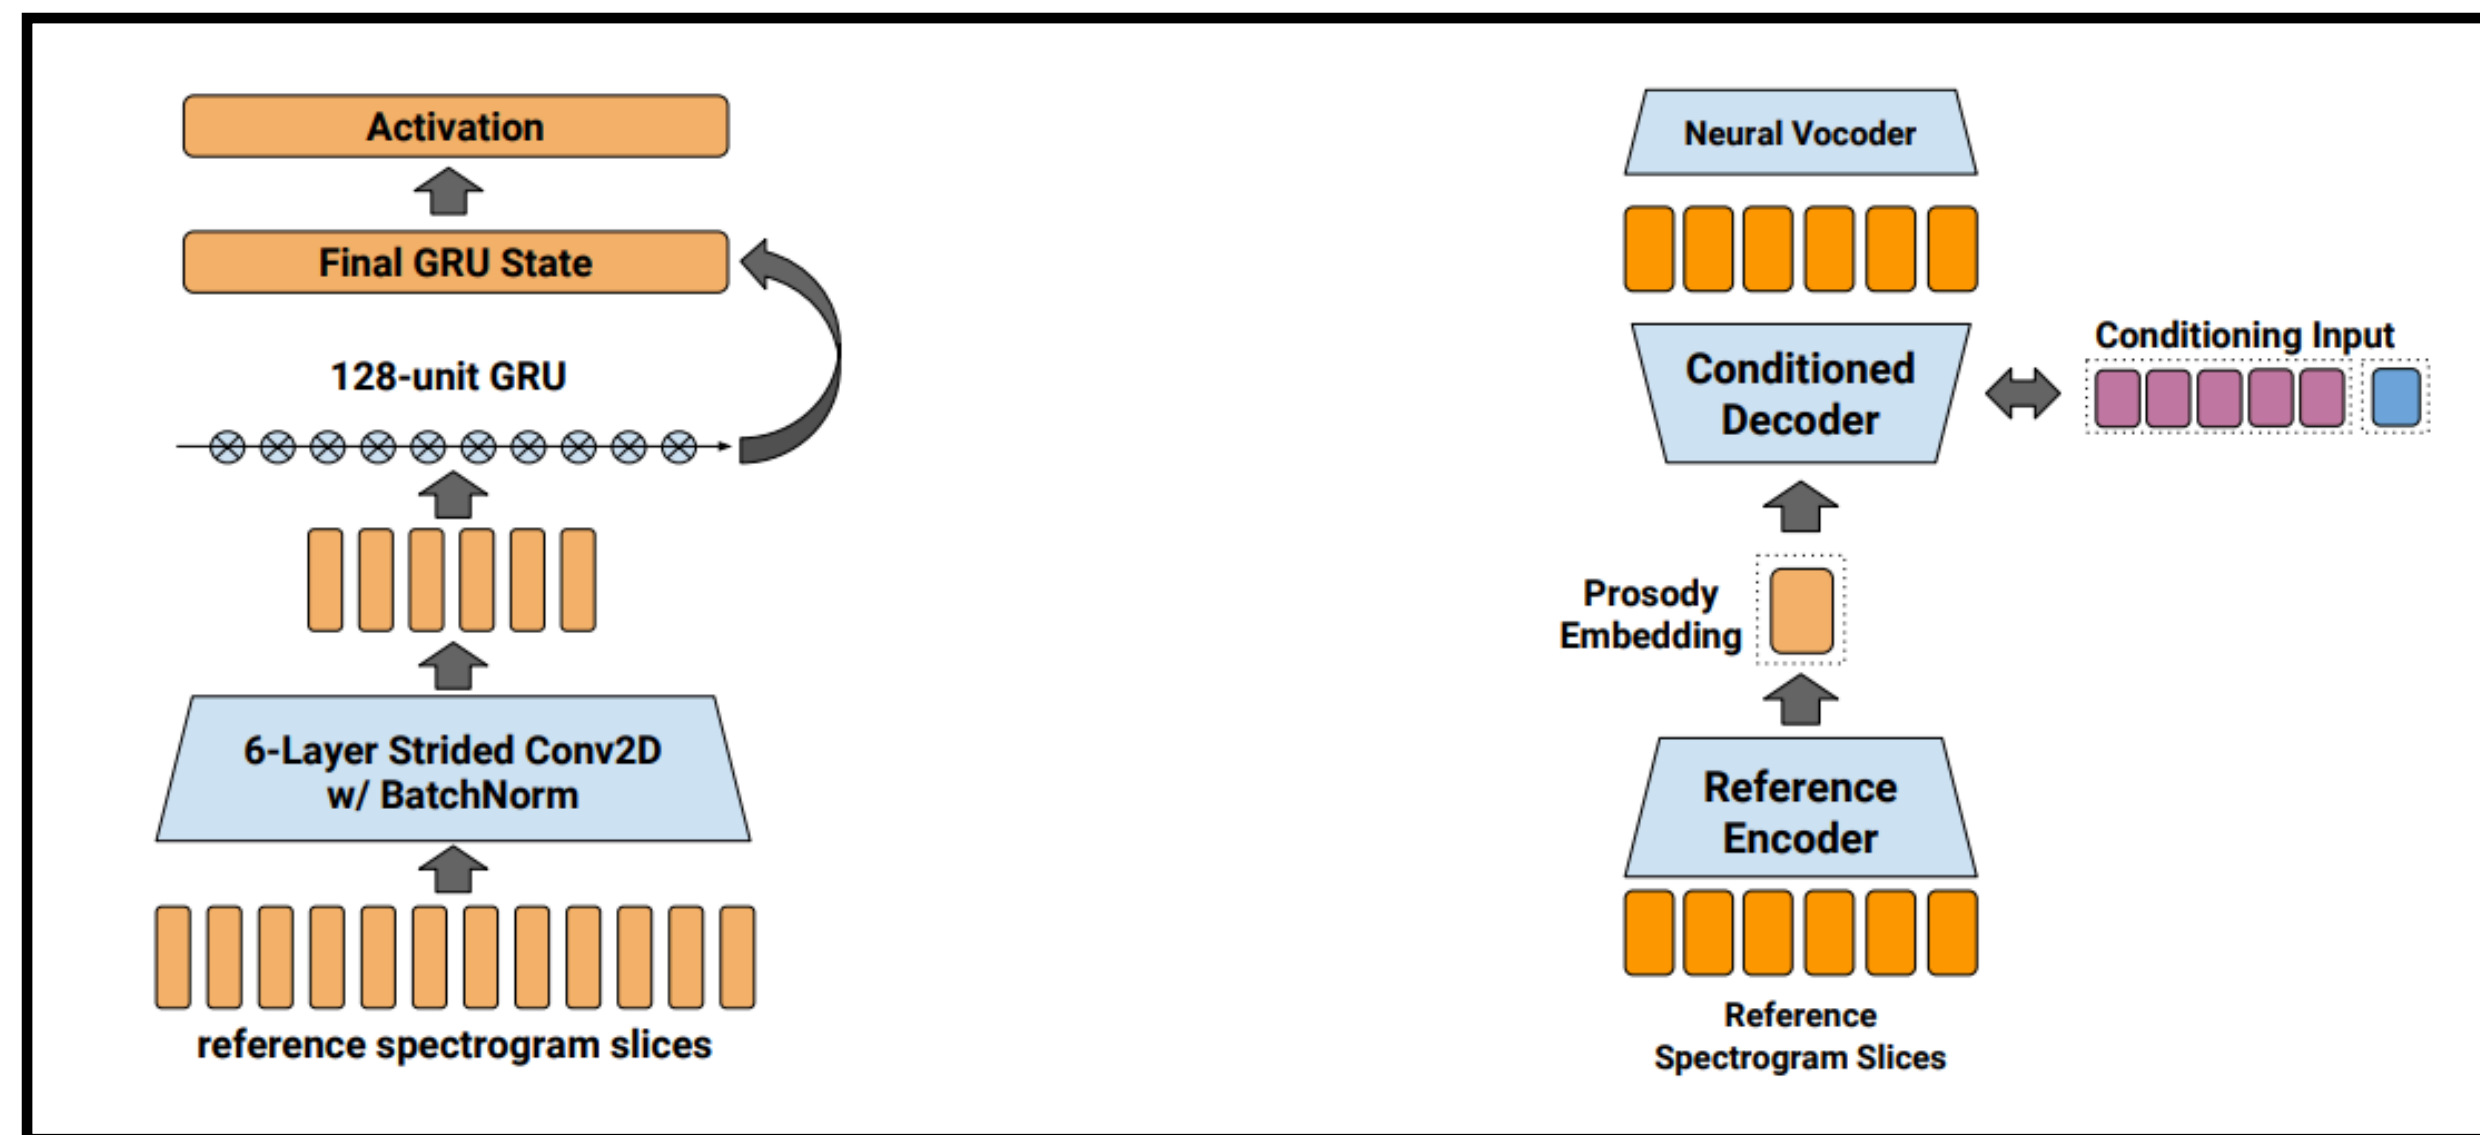 Activation
Final GRU State
128-unit GRU
6-Layer Strided Conv2D
w/ BatchNorm
reference spectrogram slices
Neural Vocoder
Conditioning Input
Conditioned
Decoder
Prosody
Embedding
Reference
Encoder
Reference
Spectrogram Slices